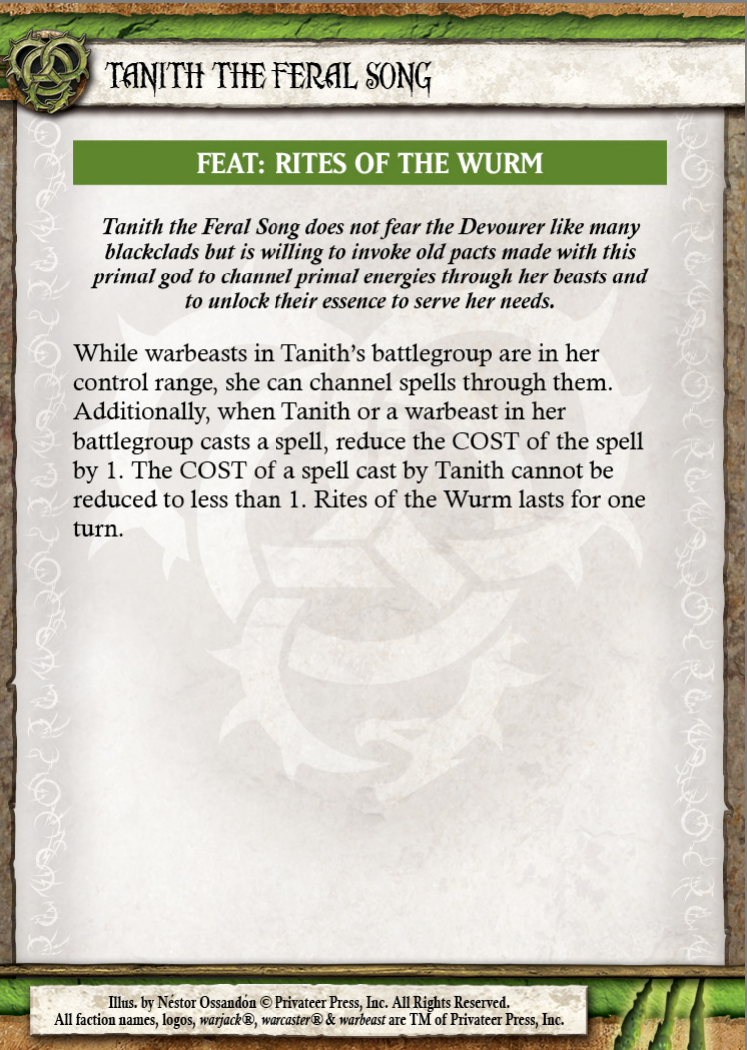 TANITH THE FERAL SONG
FEAT: RITES OF THE WURM
Tanith the Feral Song does not fear the Devourer like many
blackclads but is willing to invoke old pacts made with this
primal god to channel primal energies through her beasts and
to unlock their essence to serve her needs.
While warbeasts in Tanith’s battlegroup are in her
control range, she can channel spells through them.
Additionally, when Tanith or a warbeast in her
battlegroup casts a spell, reduce the COST of the spell
by 1. The COST of a spell cast by Tanith cannot be
reduced to less than 1. Rites of the Wurm lasts for one
turn.
Illus. by Néstor Ossandón © Privateer Press, Inc. All Rights Reserved.
All faction names, logos, warjack®, warcaster® & warbeast are TM of Privateer Press, Inc.